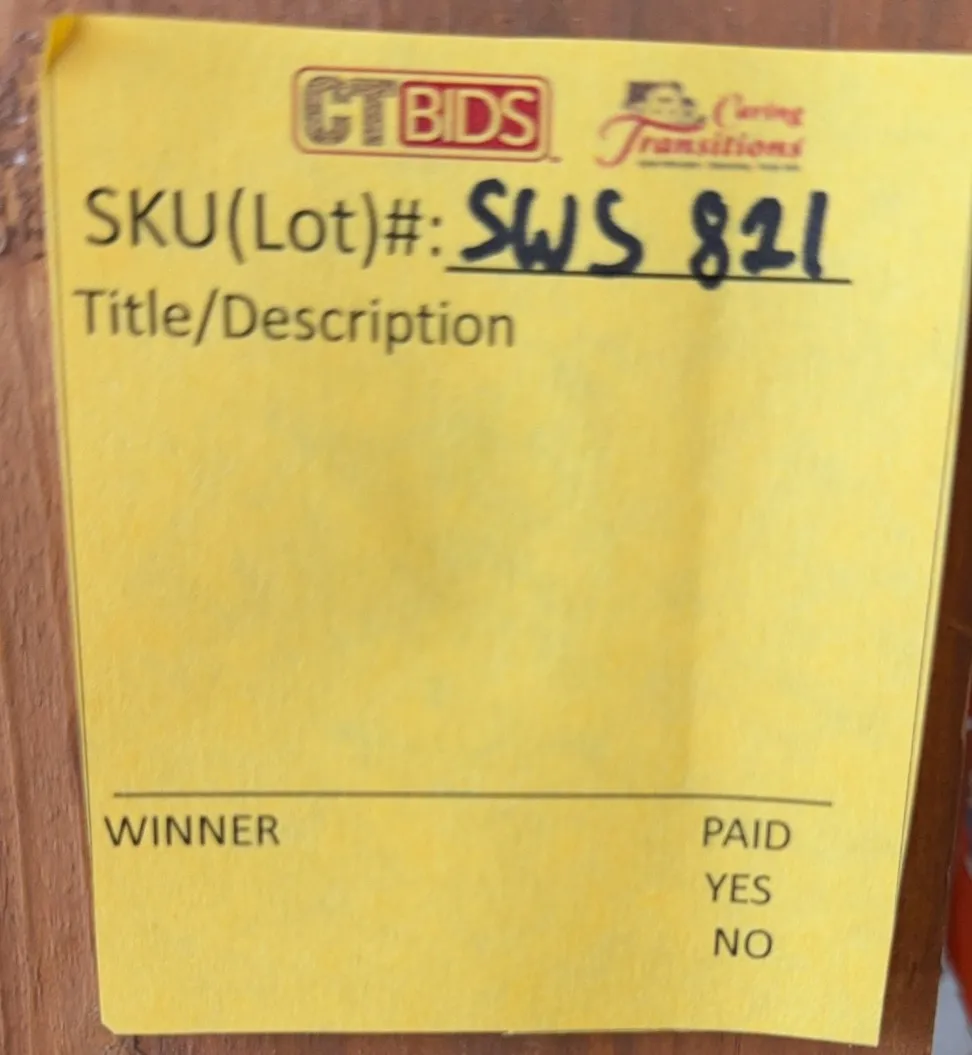 CTBIDS
Caring
Transitions
SKU(Lot)#: SWS 821
Title/Description
WINNER PAID
YES
NO